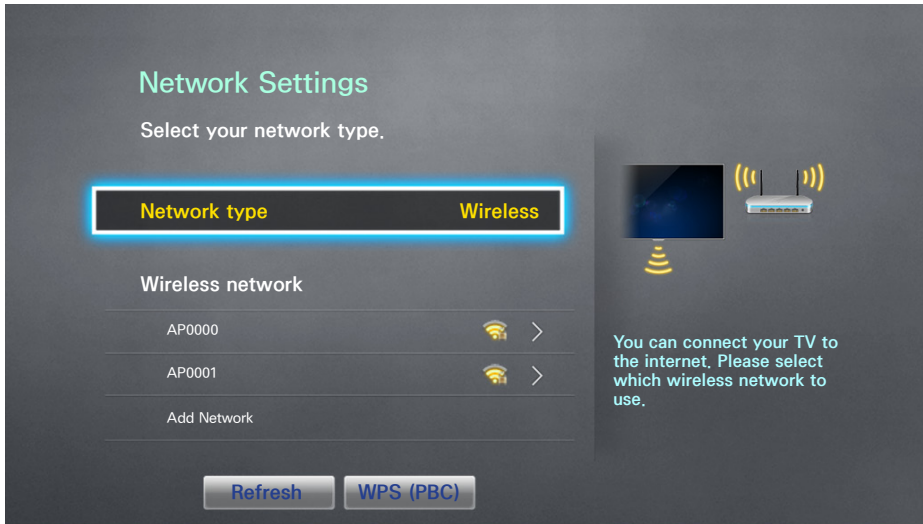 Network Settings
Select your network type.
Network type Wireless
Wireless network
AP0000
AP0001
Add Network
Refresh WPS (PBC)
You can connect your TV to
the internet. Please select
which wireless network to
use.